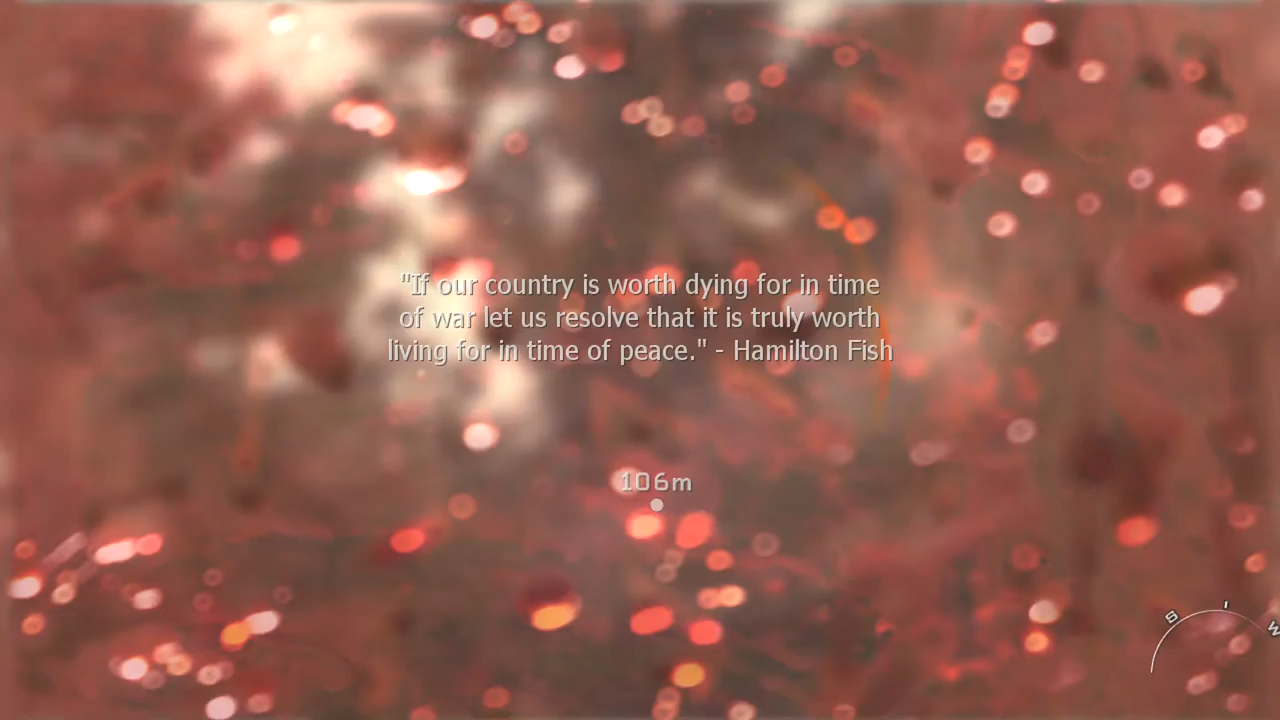 "If our country is worth dying for in time
of war let us resolve that it is truly worth
living for in time of peace." - Hamilton Fish
106m
S
W